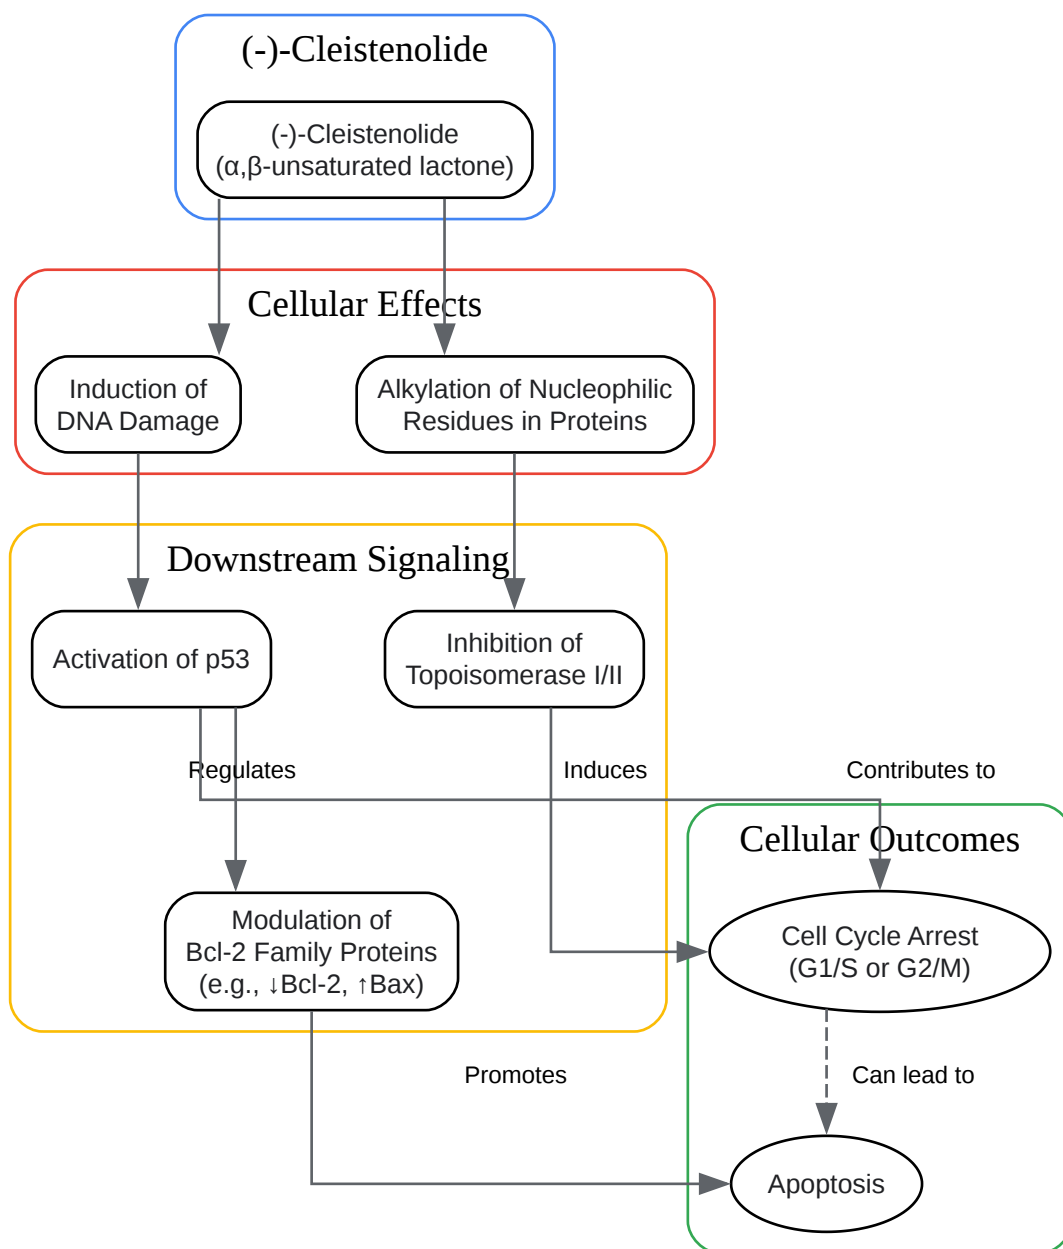 (-)-Cleistenolide
(-)-Cleistenolide
(α,β-unsaturated lactone)
Cellular Effects
Induction of
DNA Damage
Alkylation of Nucleophilic
Residues in Proteins
Downstream Signaling
Activation of p53
Inhibition of
Topoisomerase I/II
Regulates
Induces
Contributes to
Cellular Outcomes
Modulation of
Bcl-2 Family Proteins
(e.g., ↓Bcl-2, ↑Bax)
Cell Cycle Arrest
(G1/S or G2/M)
Promotes
Can lead to
Apoptosis